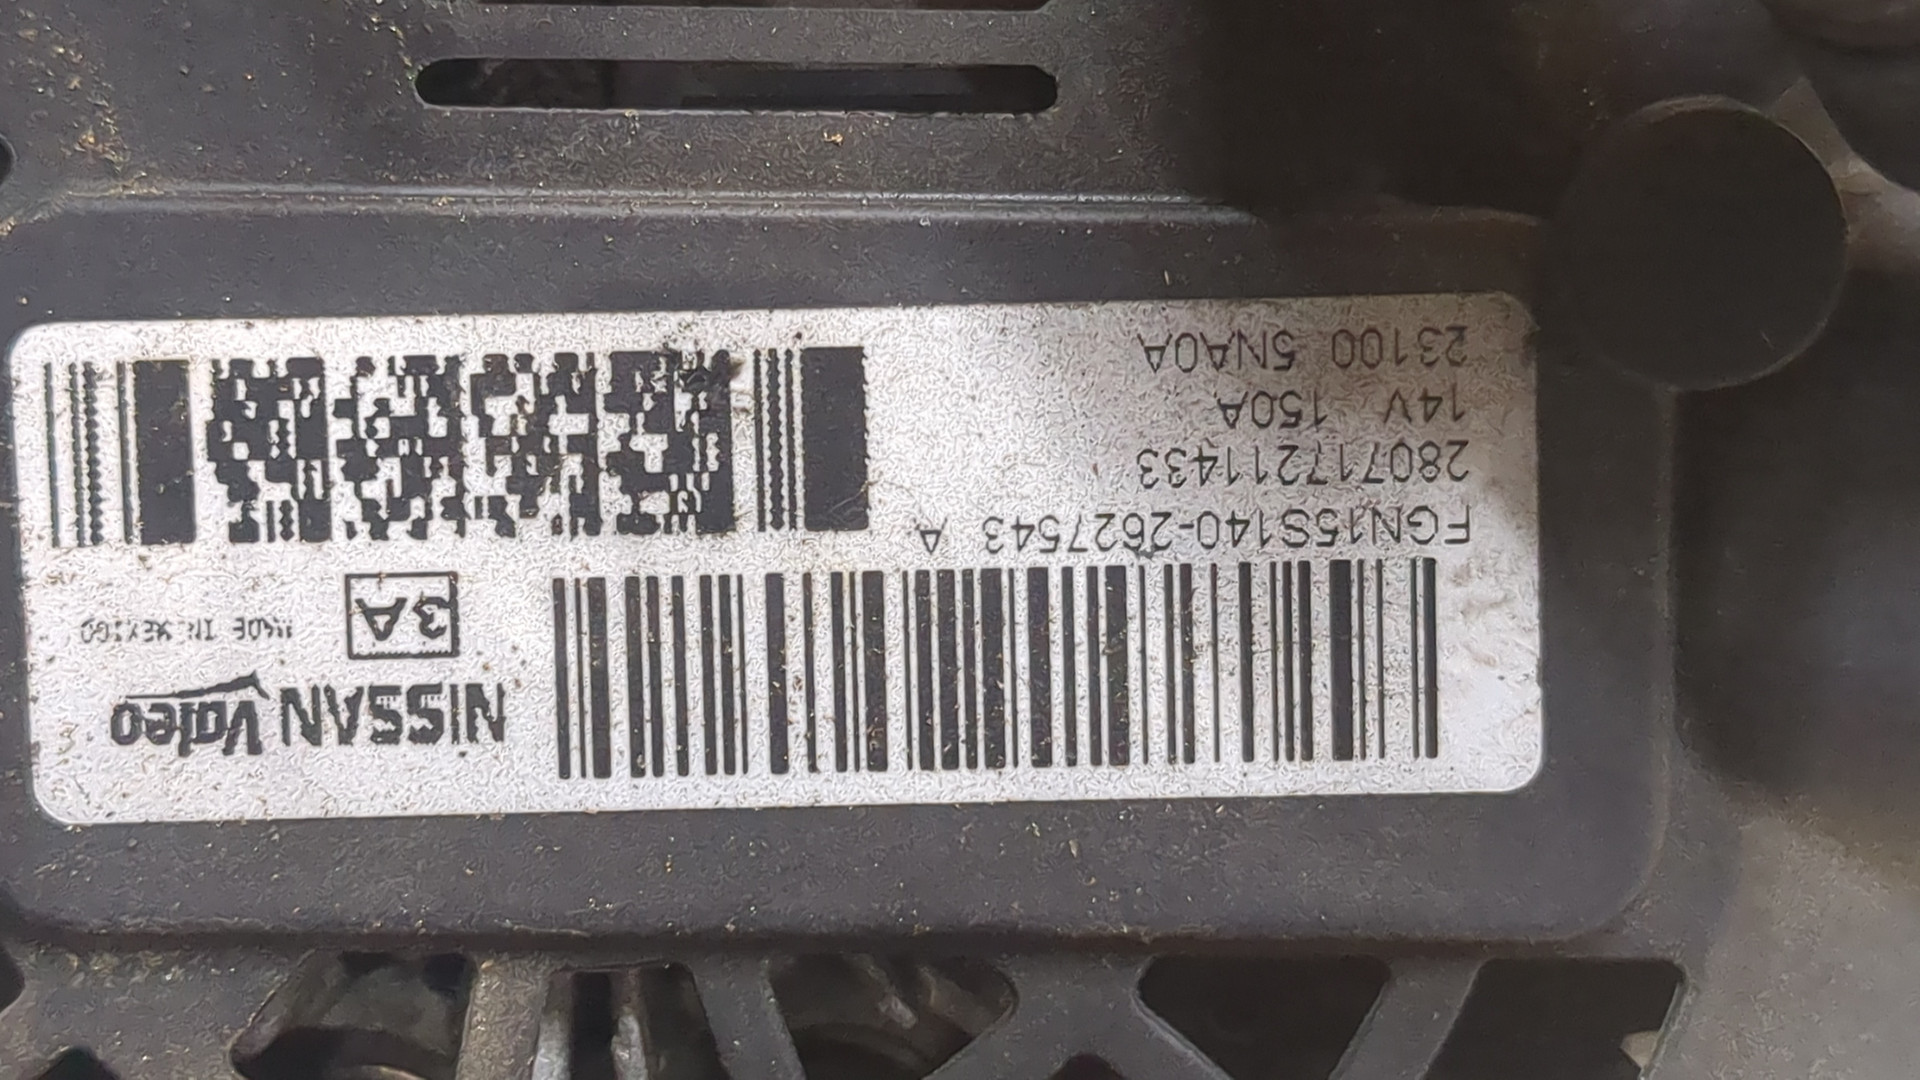 NISSAN Valeo
3A
MADE IN MEXICO
FGN15S140-2627543 A
280717211433
14V 150A
23100 5NA0A